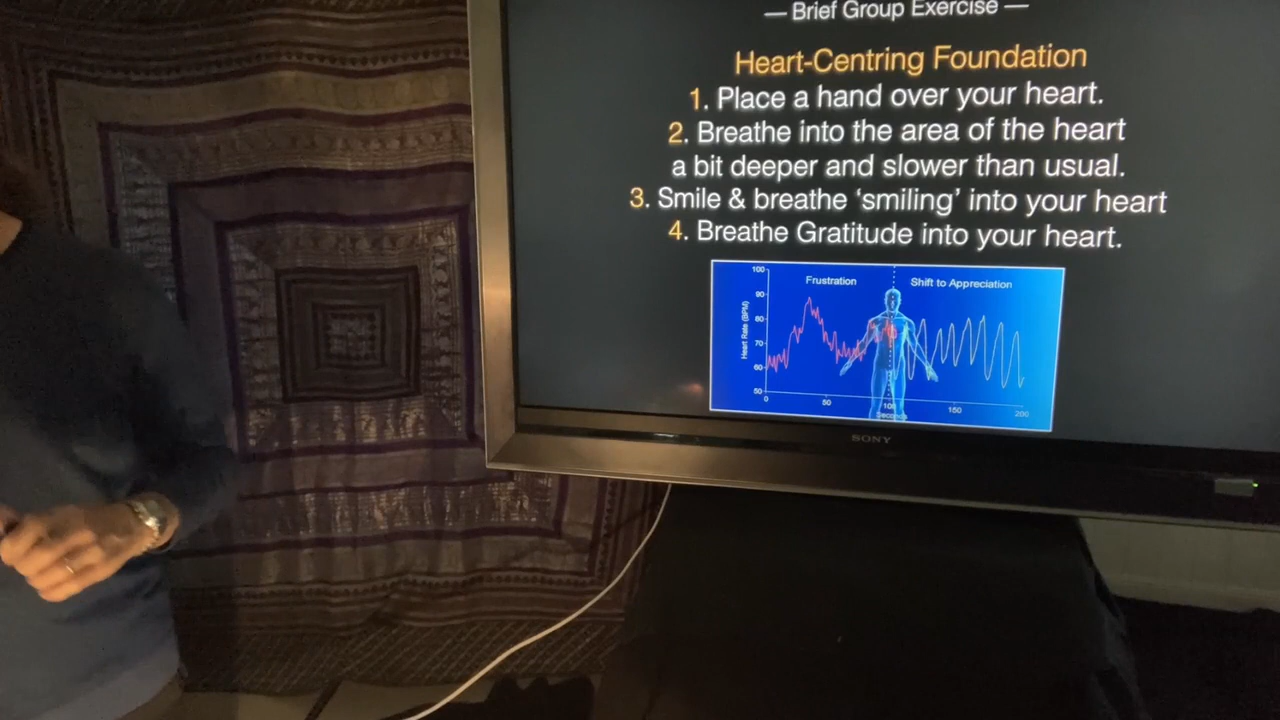 — Brief Group Exercise —
Heart-Centring Foundation
1. Place a hand over your heart.
2. Breathe into the area of the heart
a bit deeper and slower than usual.
3. Smile & breathe ‘smiling’ into your heart
4. Breathe Gratitude into your heart.
Frustration
Shift to Appreciation
Heart Rate (BPM)
100
90
80
70
60
50
0
50
100
150
200
Seconds
SONY